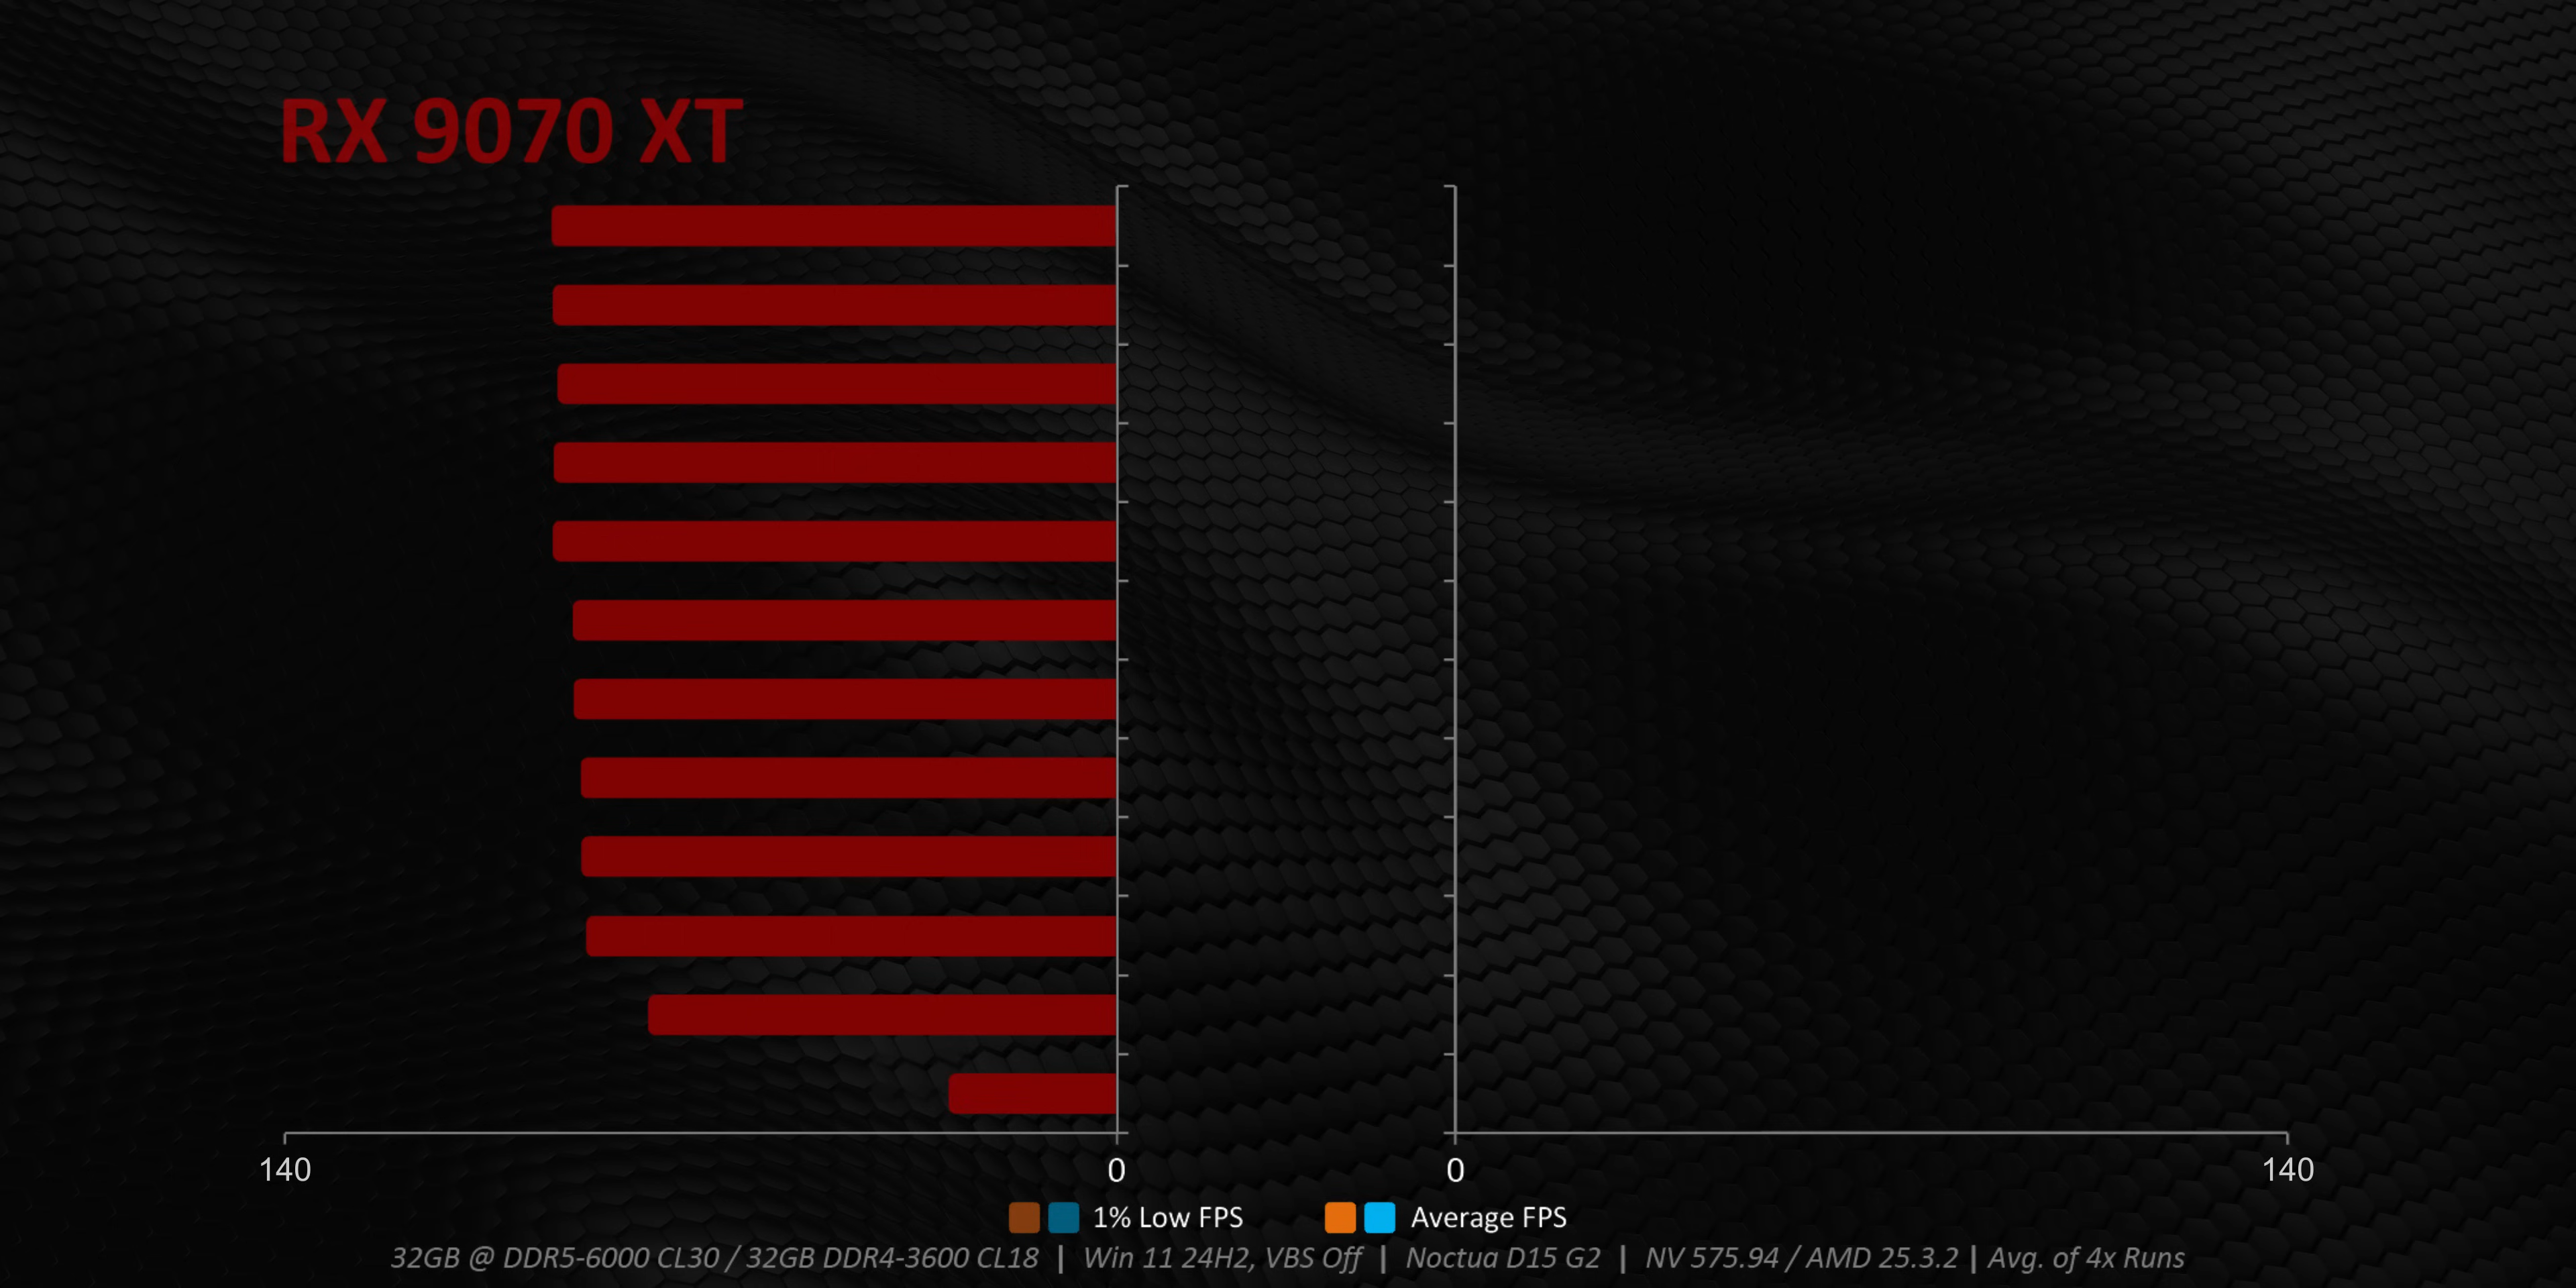 RX 9070 XT
140 0 0 140
1% Low FPS Average FPS
32GB @ DDR5-6000 CL30 / 32GB DDR4-3600 CL18 | Win 11 24H2, VBS Off | Noctua D15 G2 | NV 575.94 / AMD 25.3.2 | Avg. of 4x Runs